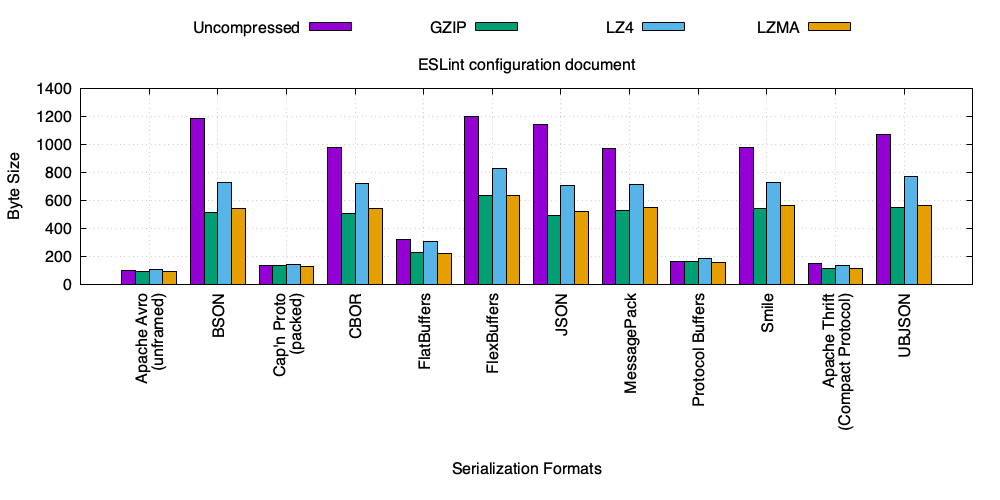 Uncompressed GZIP LZ4 LZMA
ESLint configuration document
Byte Size
1400
1200
1000
800
600
400
200
0
Apache Avro
(unframed)
BSON
Cap'n Proto
(packed)
CBOR
FlatBuffers
FlexBuffers
JSON
MessagePack
Protocol Buffers
Smile
Apache Thrift
(Compact Protocol)
UBJSON
Serialization Formats